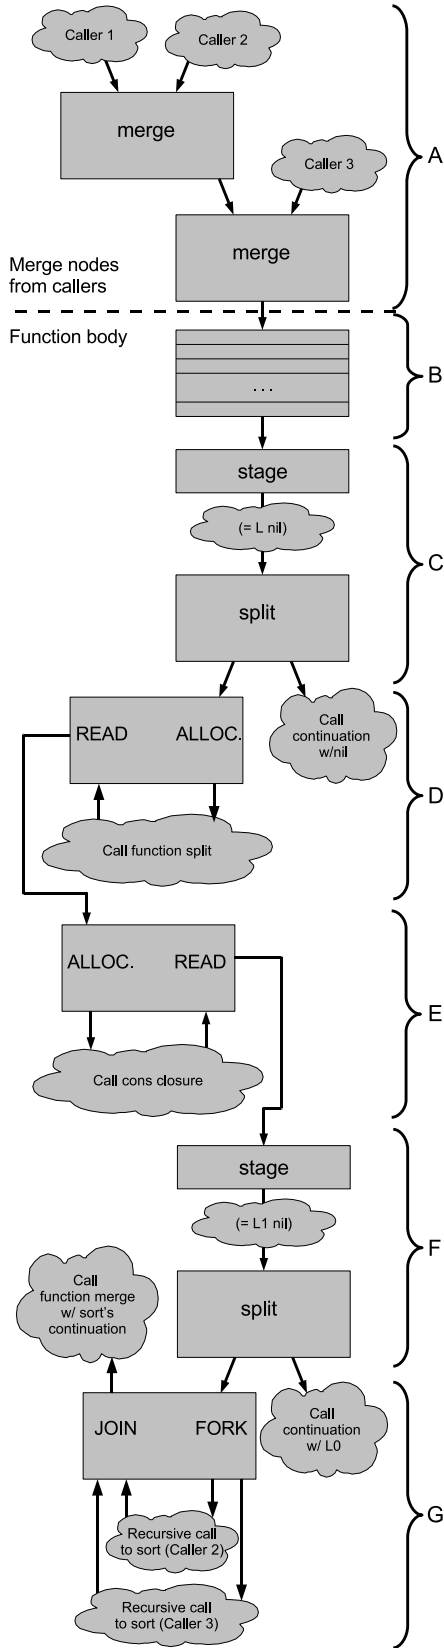 Caller 1
Caller 2
merge
Caller 3
A
merge
Merge nodes
from callers
Function body
. . .
B
stage
(= L nil)
C
split
READ
ALLOC.
Call
continuation
w/nil
D
Call function split
ALLOC.
READ
E
Call cons closure
stage
(= L1 nil)
F
Call
function merge
w/ sort's
continuation
split
JOIN
FORK
Call
continuation
w/ L0
G
Recursive call
to sort (Caller 2)
Recursive call
to sort (Caller 3)